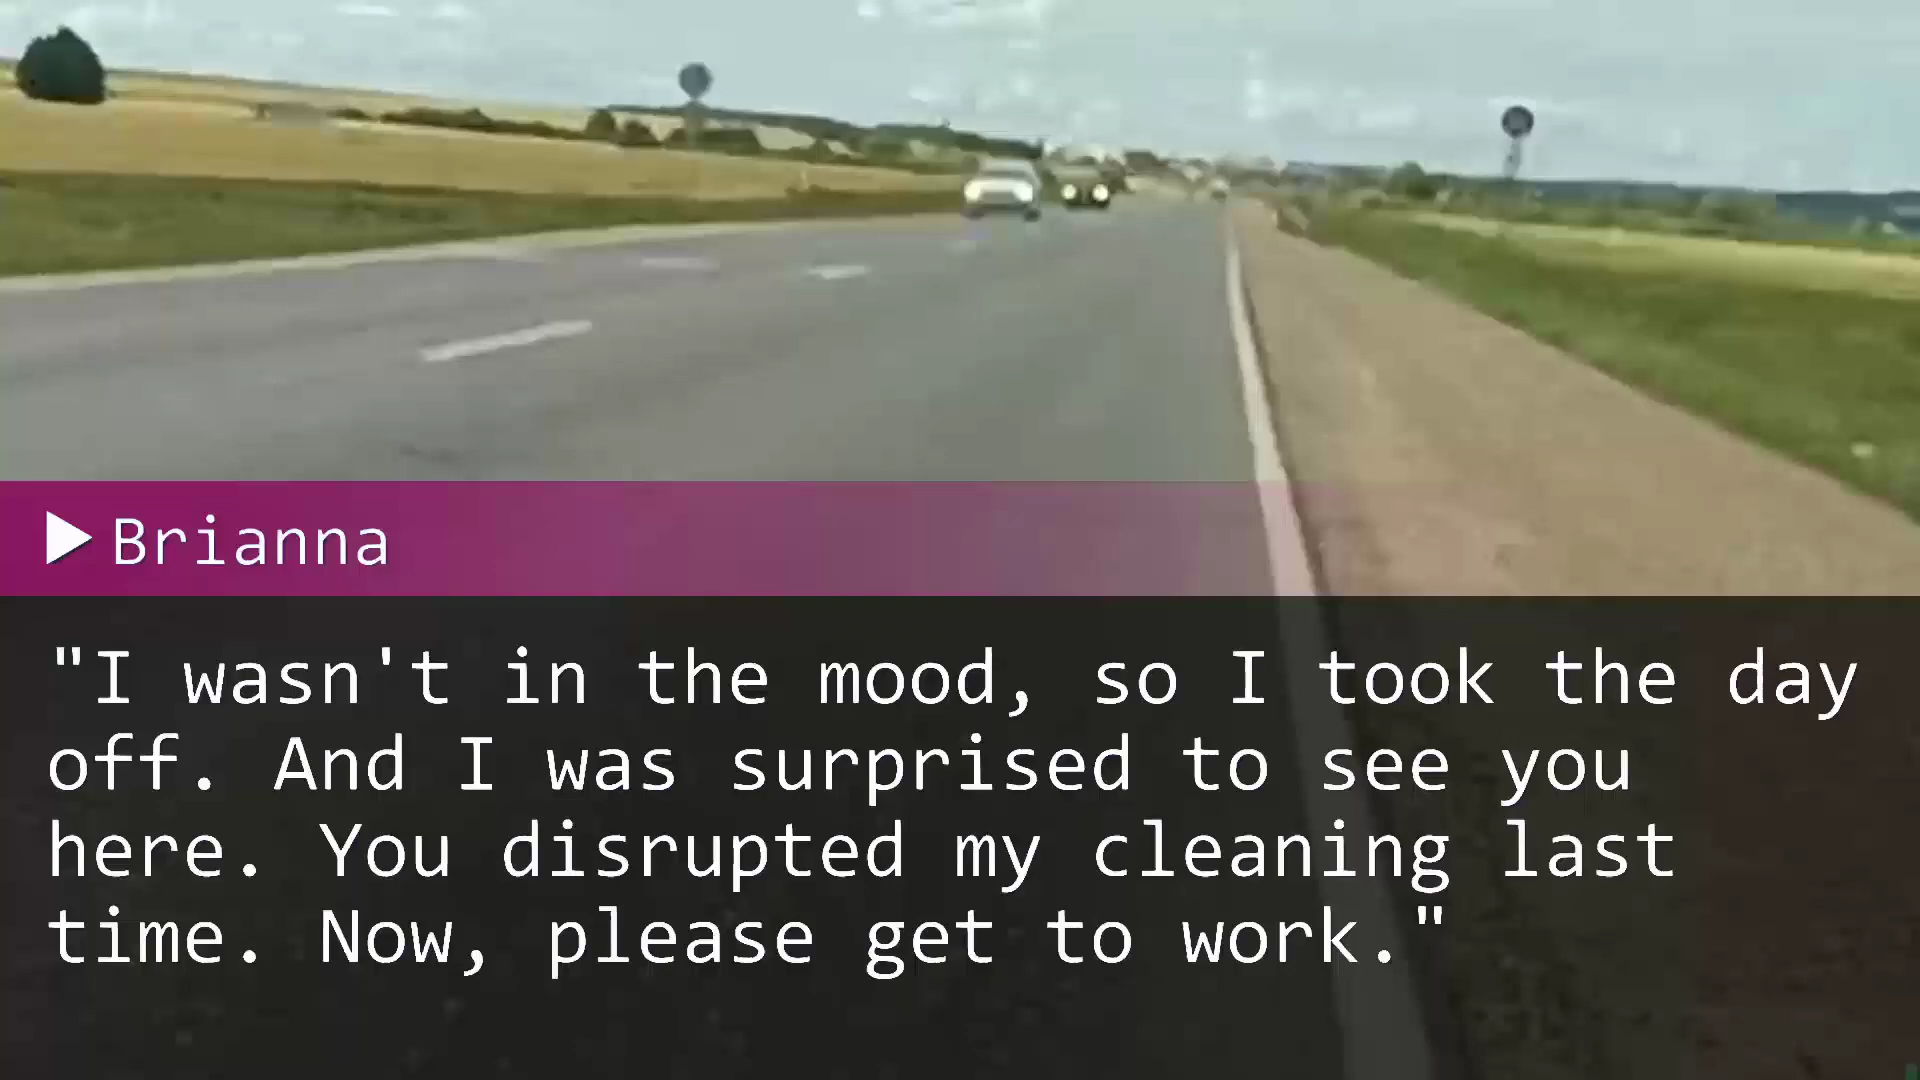 Brianna
"I wasn't in the mood, so I took the day
off. And I was surprised to see you
here. You disrupted my cleaning last
time. Now, please get to work."